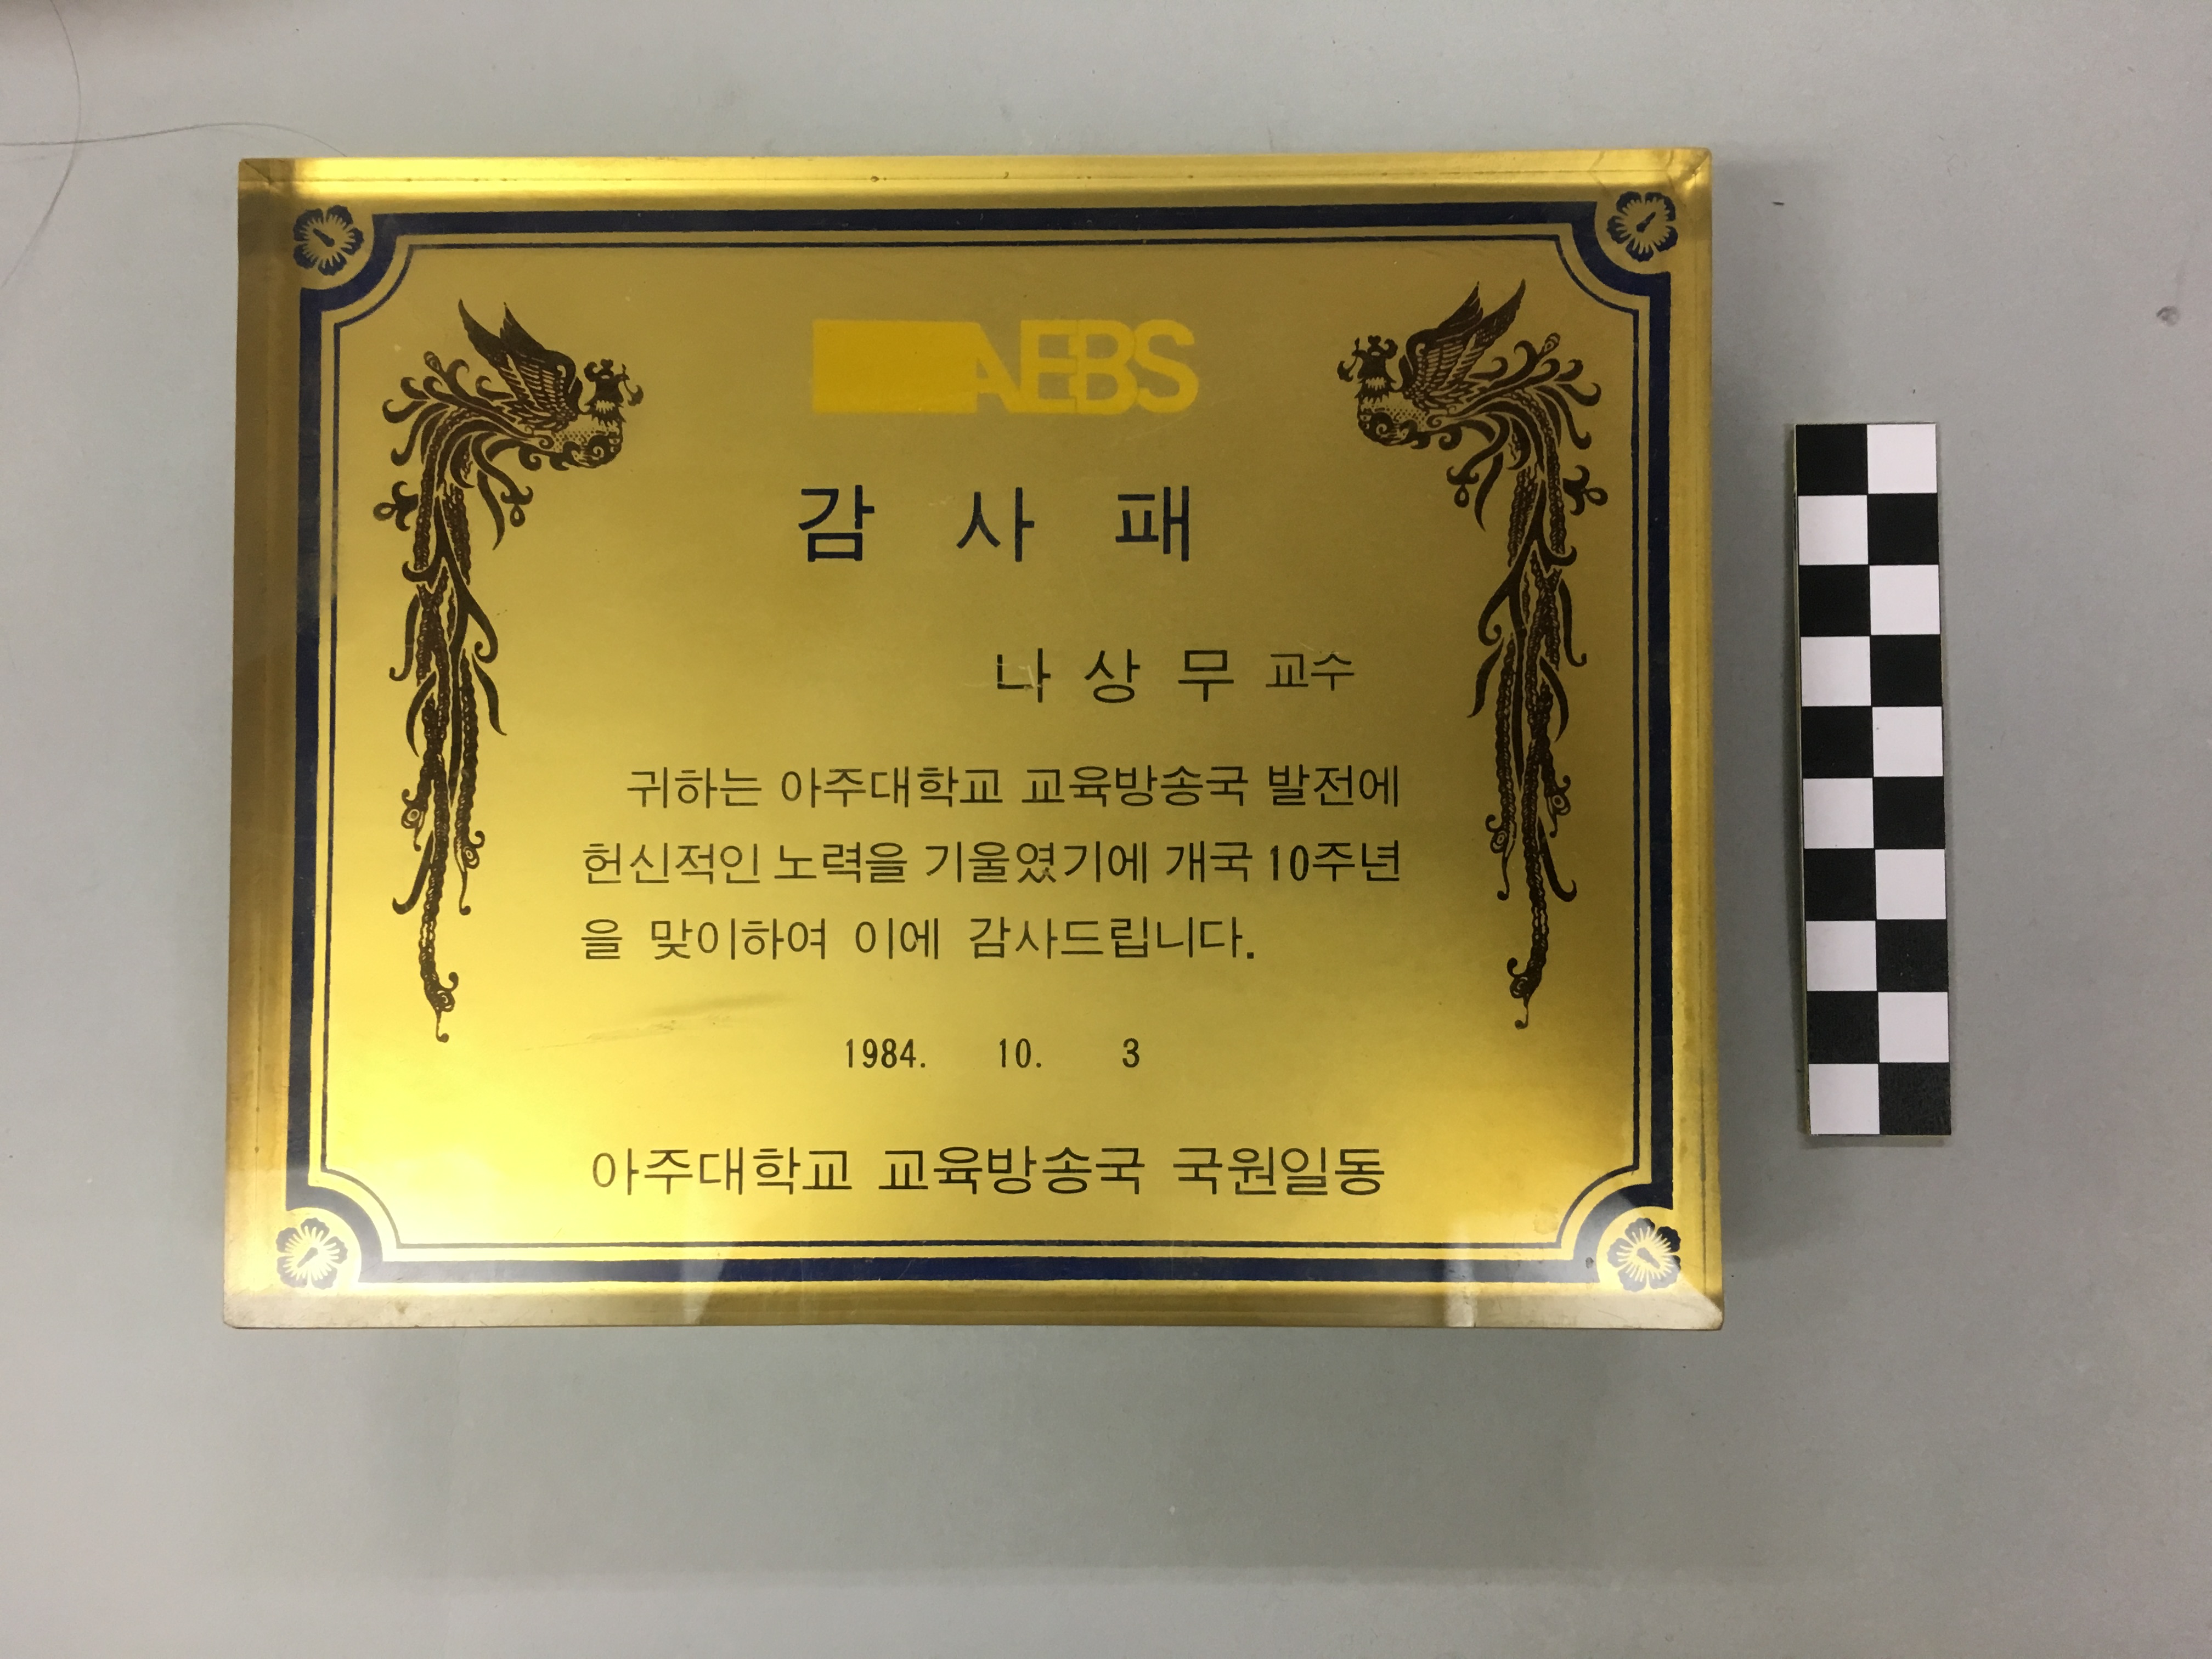 AEBS
감 사 패
나 상 무 교수
귀하는 아주대학교 교육방송국 발전에
헌신적인 노력을 기울였기에 개국 10주년
을 맞이하여 이에 감사드립니다.
1984. 10. 3
아주대학교 교육방송국 국원일동